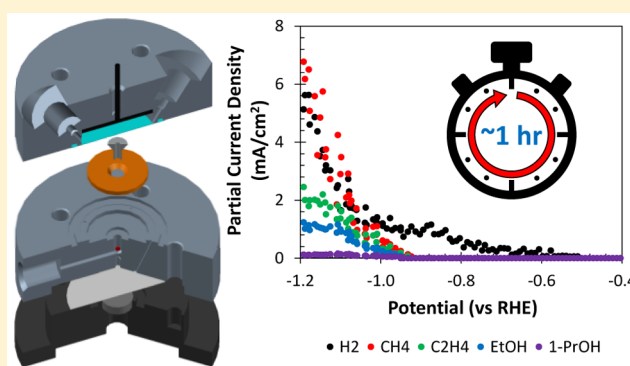 8
6
4
2
0
Partial Current Density
(mA/cm²)
~1 hr
-1.2 -1.0 -0.8 -0.6 -0.4
Potential (vs RHE)
H2 CH4 C2H4 EtOH 1-PrOH